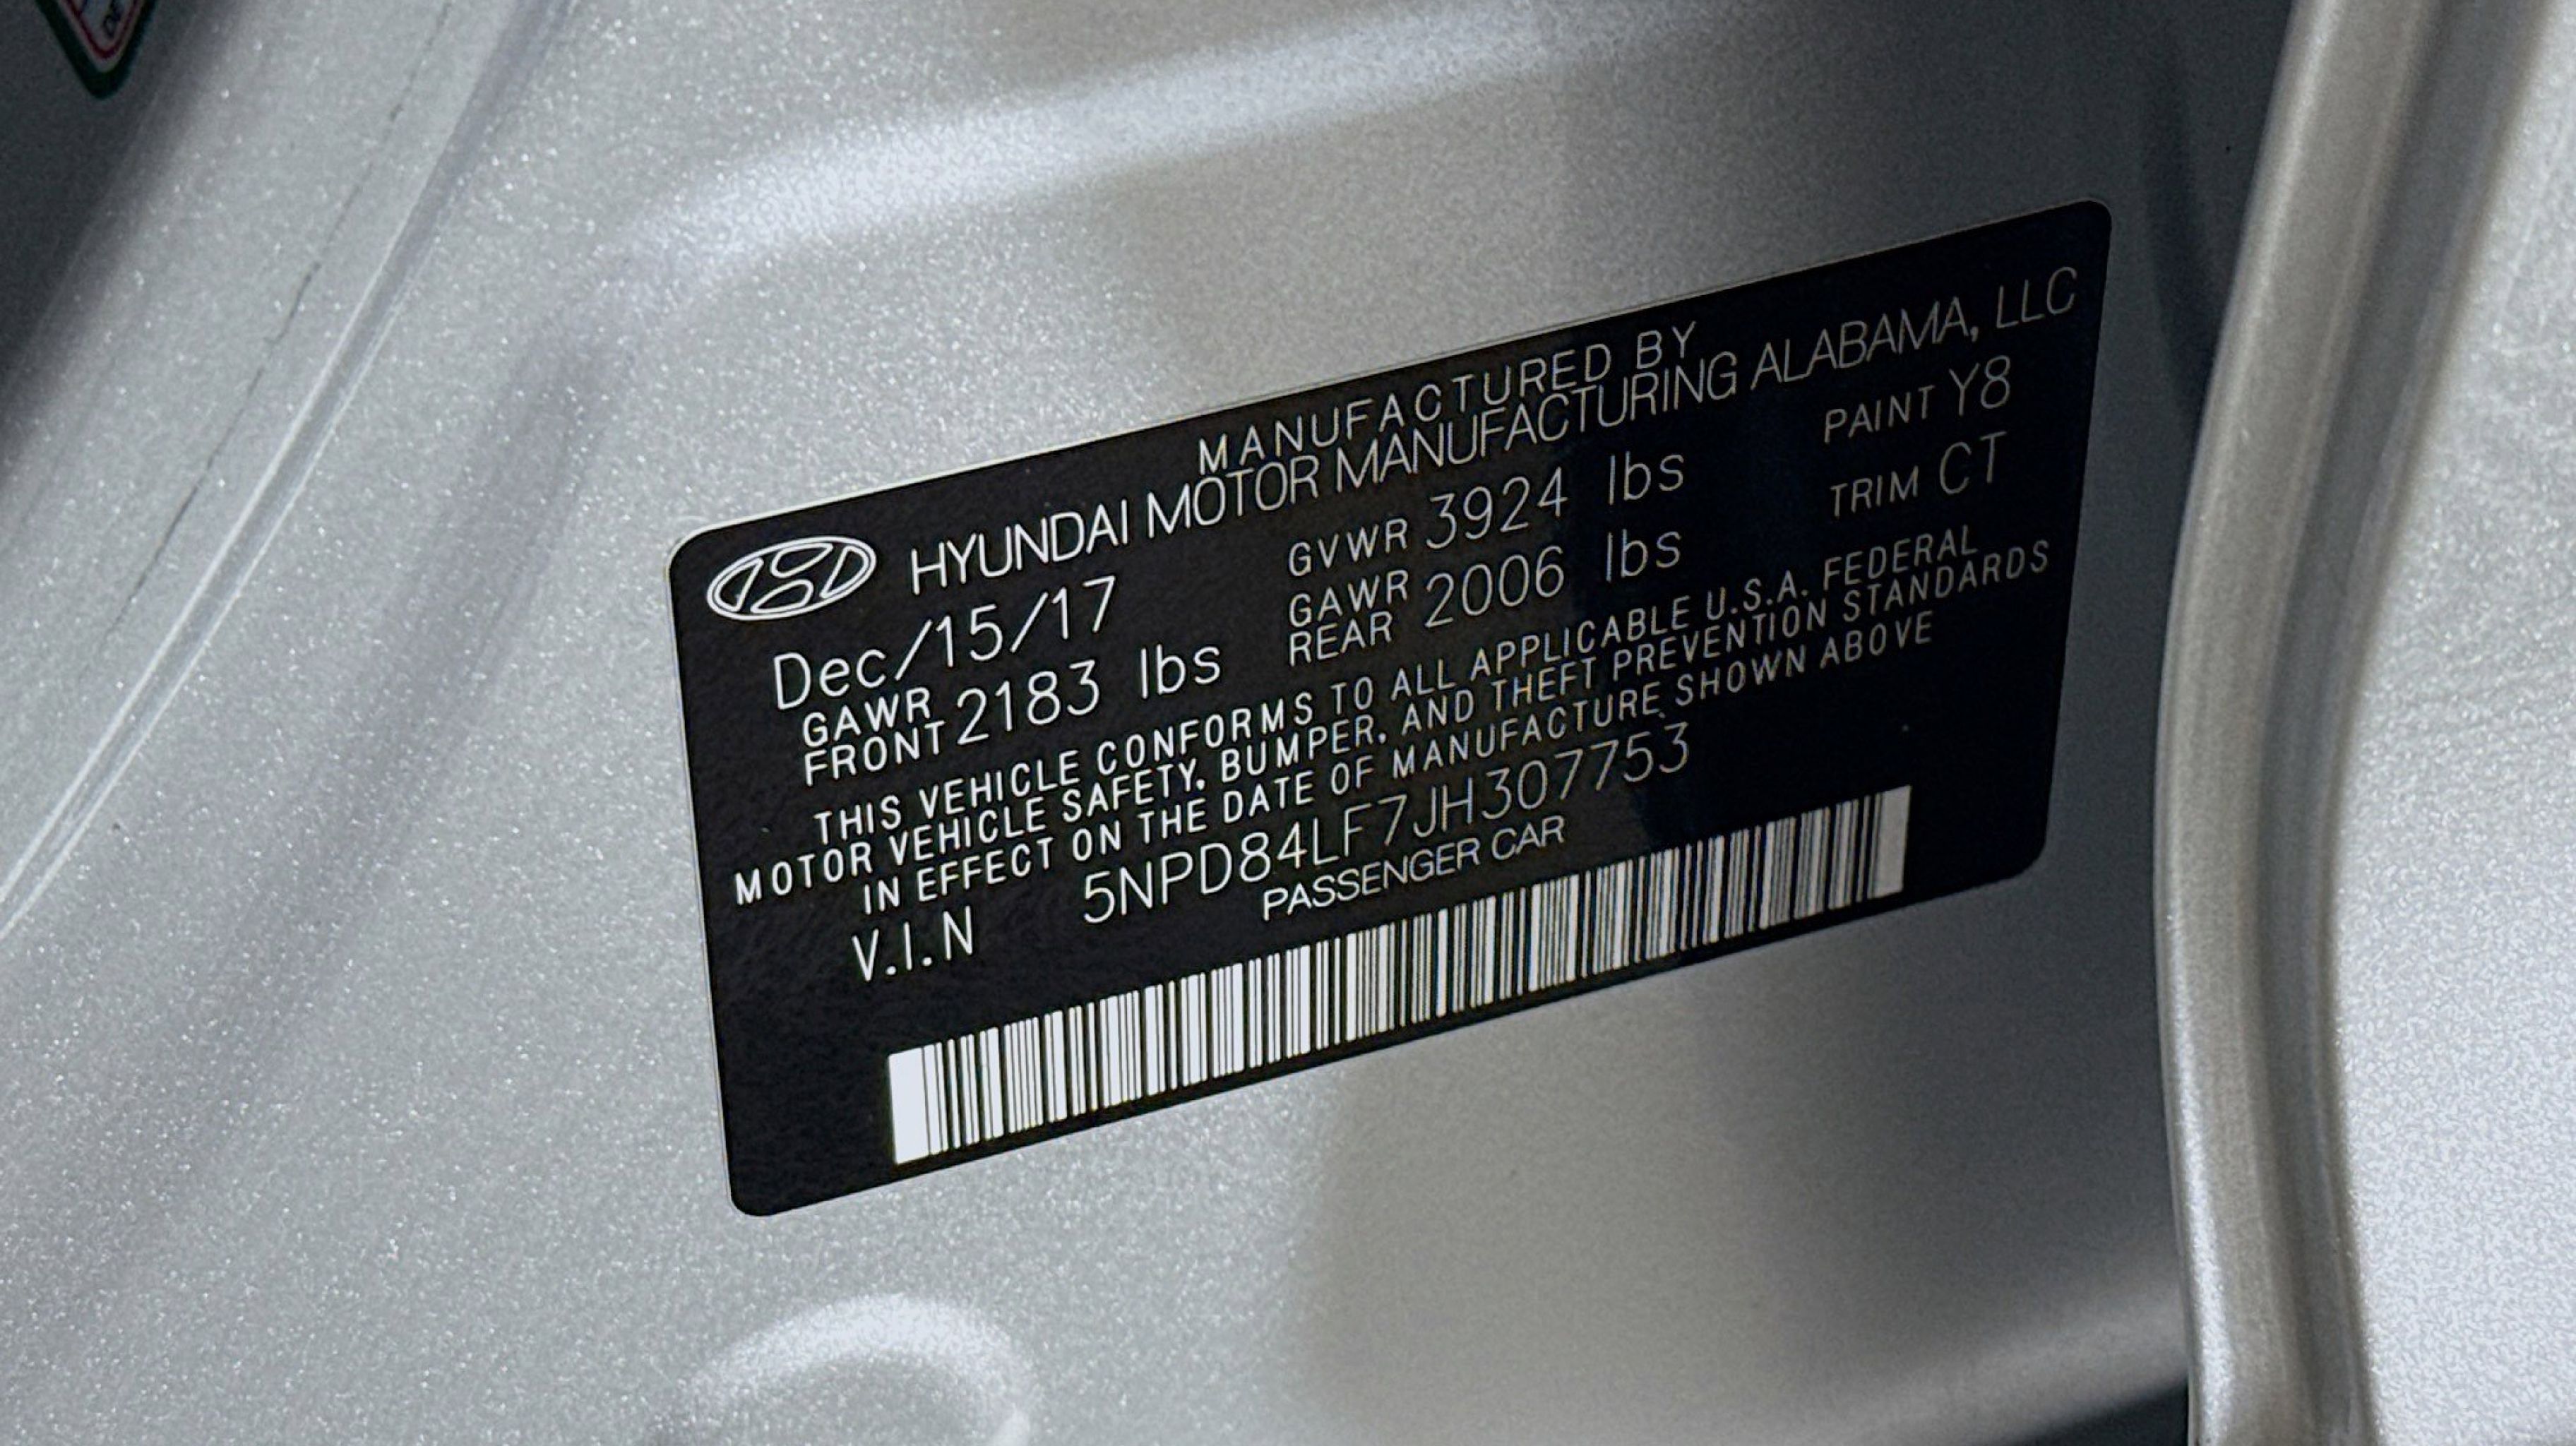 MANUFACTURED BY
HYUNDAI MOTOR MANUFACTURING ALABAMA, LLC
Dec/15/17 GVWR 3924 lbs PAINT Y8
GAWR FRONT 2183 lbs GAWR REAR 2006 lbs TRIM CT
THIS VEHICLE CONFORMS TO ALL APPLICABLE U.S.A. FEDERAL
MOTOR VEHICLE SAFETY, BUMPER, AND THEFT PREVENTION STANDARDS
IN EFFECT ON THE DATE OF MANUFACTURE SHOWN ABOVE
V.I.N 5NPD84LF7JH307753
PASSENGER CAR